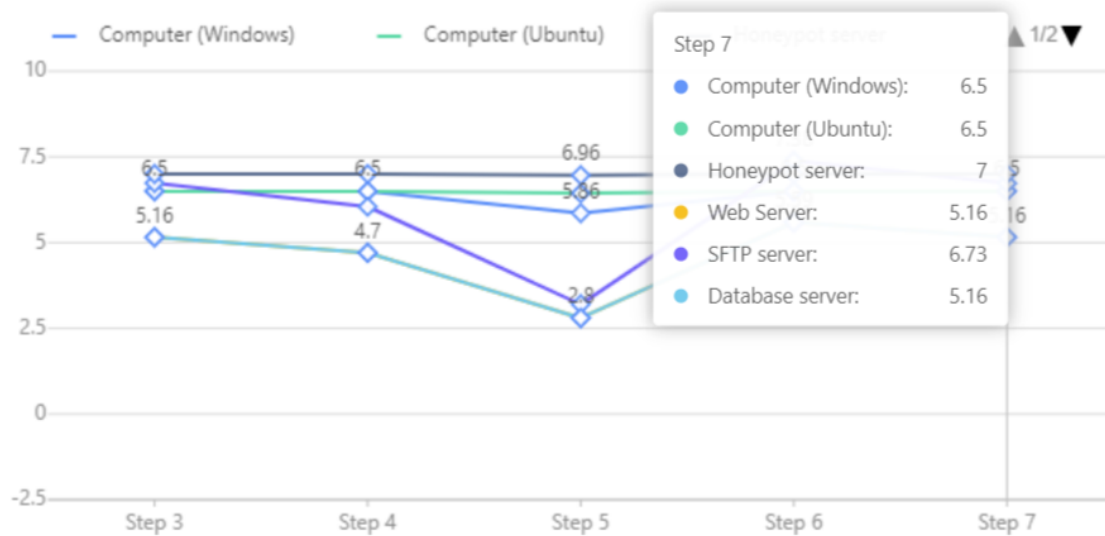 Computer (Windows) Computer (Ubuntu) Honeypot server 1/2
Step 7
Computer (Windows): 6.5
Computer (Ubuntu): 6.5
Honeypot server: 7
Web Server: 5.16
SFTP server: 6.73
Database server: 5.16
10
7.5
5
2.5
0
-2.5
6.5 6.5 6.96
5.86
5.16 4.7
2.8
Step 3 Step 4 Step 5 Step 6 Step 7